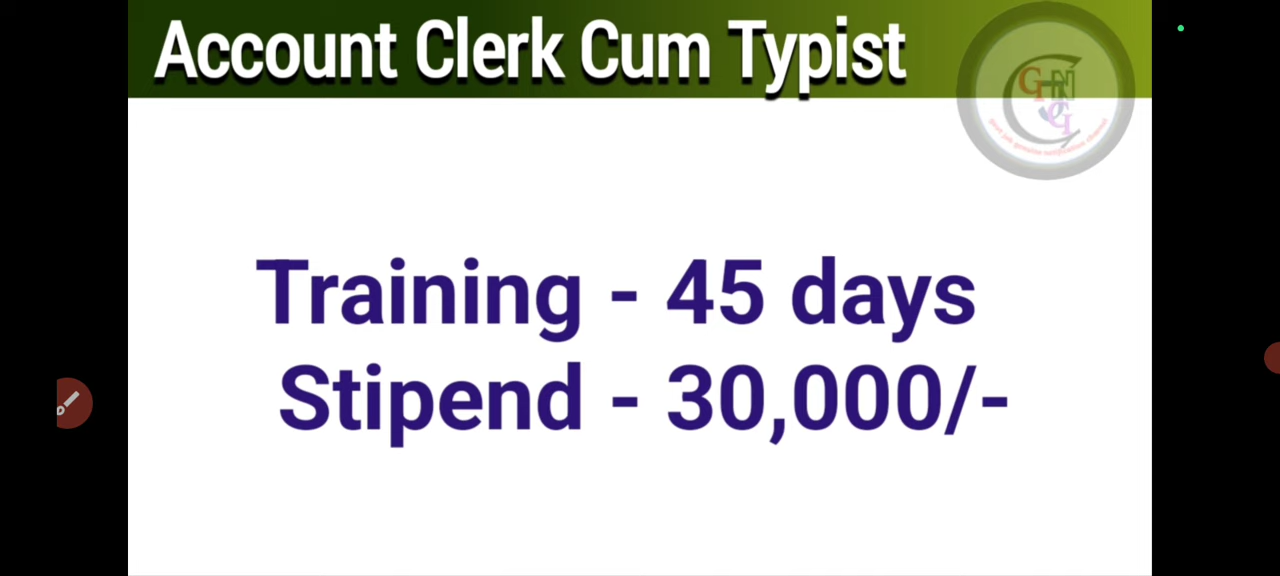 Account Clerk Cum Typist
Training - 45 days
Stipend - 30,000/-